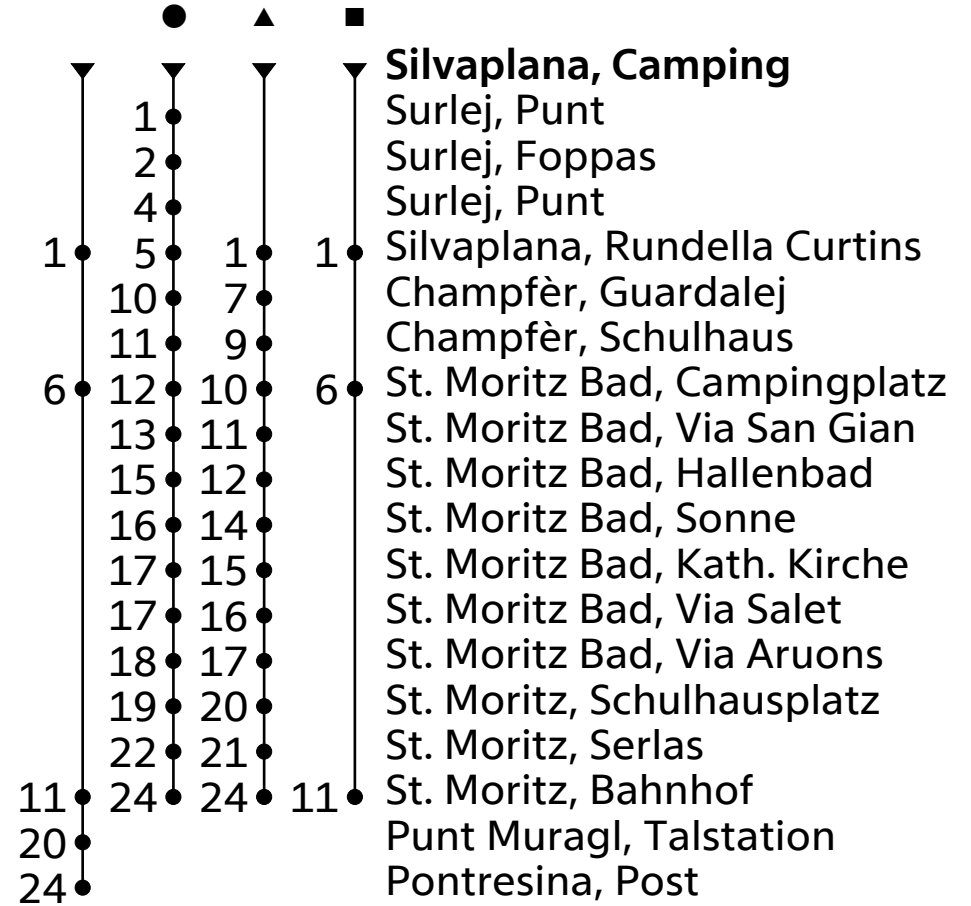 ● ▲ ■
Silvaplana, Camping
1 Surlej, Punt
2 Surlej, Foppas
4 Surlej, Punt
1 5 1 1 Silvaplana, Rundella Curtins
10 7 Champfèr, Guardalej
11 9 Champfèr, Schulhaus
6 12 10 6 St. Moritz Bad, Campingplatz
13 11 St. Moritz Bad, Via San Gian
15 12 St. Moritz Bad, Hallenbad
16 14 St. Moritz Bad, Sonne
17 15 St. Moritz Bad, Kath. Kirche
17 16 St. Moritz Bad, Via Salet
18 17 St. Moritz Bad, Via Aruons
19 20 St. Moritz, Schulhausplatz
22 21 St. Moritz, Serlas
11 24 24 11 St. Moritz, Bahnhof
20 Punt Muragl, Talstation
24 Pontresina, Post